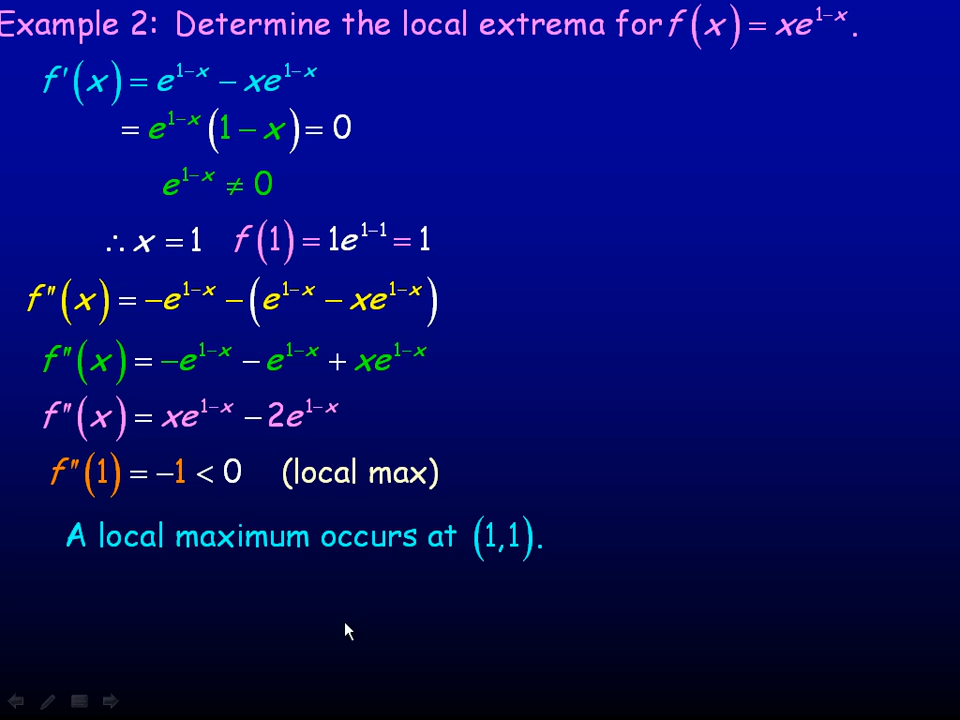 Example 2: Determine the local extrema for f(x) = xe^{1-x}.
f'(x) = e^{1-x} − xe^{1-x}
= e^{1-x}(1 − x) = 0
e^{1-x} ≠ 0
∴ x = 1   f(1) = 1e^{1-1} = 1
f''(x) = −e^{1-x} − (e^{1-x} − xe^{1-x})
f''(x) = −e^{1-x} − e^{1-x} + xe^{1-x}
f''(x) = xe^{1-x} − 2e^{1-x}
f''(1) = −1 < 0   (local max)
A local maximum occurs at (1,1).